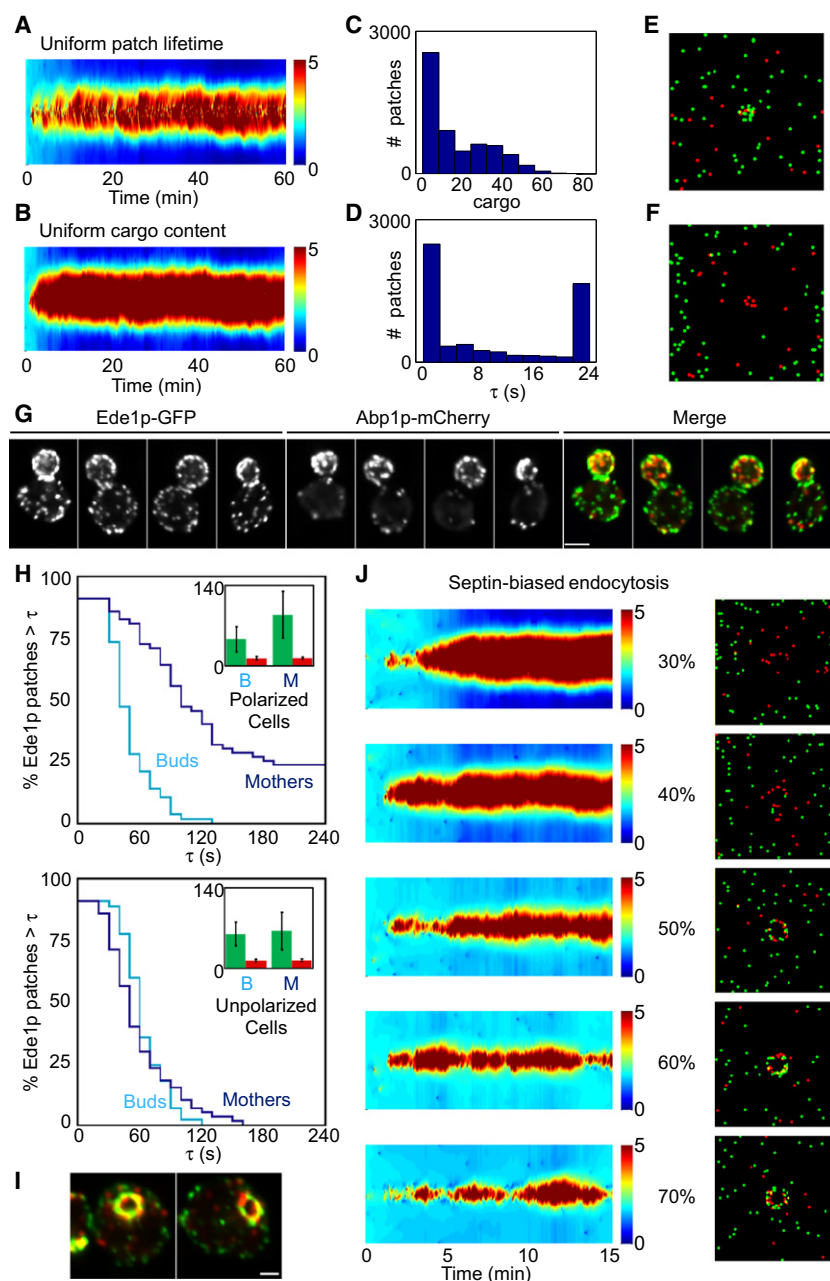 A
Uniform patch lifetime
5
0
0 20 40 60
Time (min)
B
Uniform cargo content
5
0
0 20 40 60
Time (min)
C
3000
# patches
0
0 20 40 60 80
cargo
D
3000
# patches
0
0 8 16 24
τ (s)
E
F
G
Ede1p-GFP
Abp1p-mCherry
Merge
H
100
75
50
25
0
% Ede1p patches > τ
0 60 120 180 240
τ (s)
Buds
Mothers
140
0
B M
Polarized
Cells
100
75
50
25
0
% Ede1p patches > τ
0 60 120 180 240
τ (s)
Buds
Mothers
140
0
B M
Unpolarized
Cells
I
J
Septin-biased endocytosis
5
0
30%
5
0
40%
5
0
50%
5
0
60%
5
0
70%
0 5 10 15
Time (min)